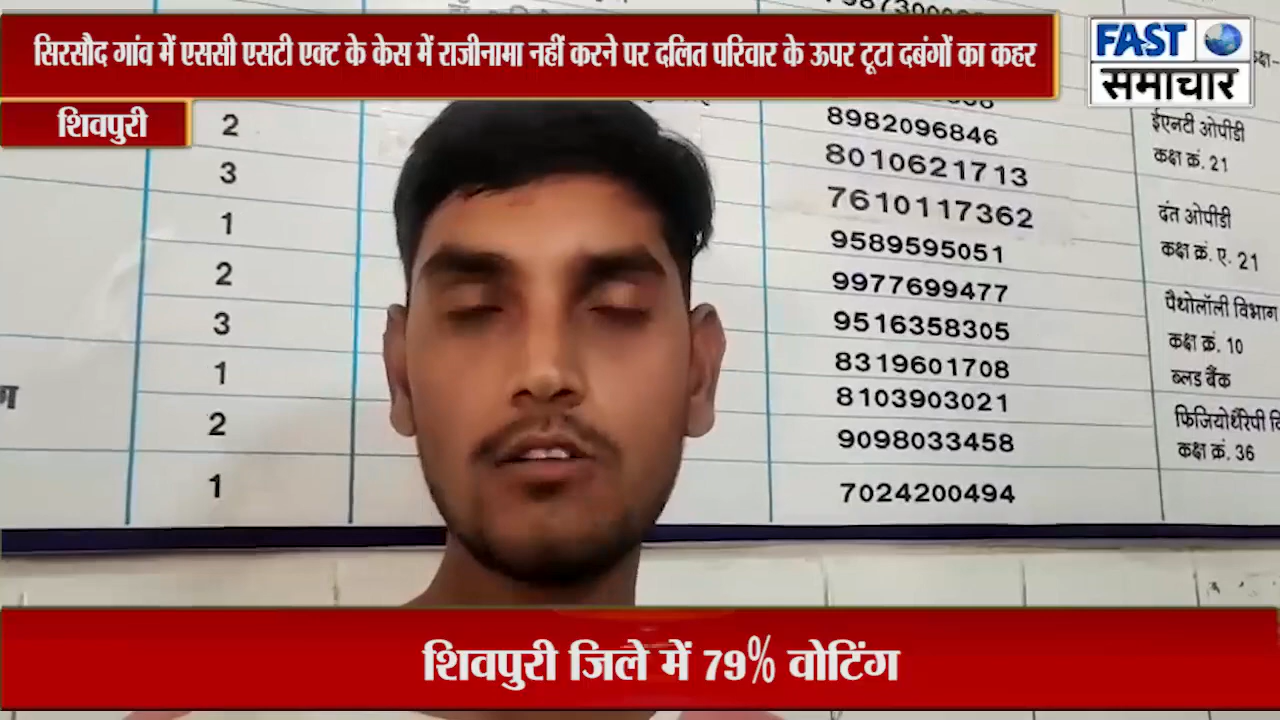 सिरसौद गांव में एससी एसटी एक्ट के केस में राजीनामा नहीं करने पर दलित परिवार के ऊपर टूटा दबंगों का कहर
FAST
समाचार
शिवपुरी
2
8982096846
ईएनटी ओपीडी
कक्ष क्रं. 21
3
8010621713
1
7610117362
दंत ओपीडी
कक्ष क्रं. ए. 21
9589595051
2
9977699477
पैथोलॉली विभाग
3
9516358305
कक्ष क्रं. 10
1
8319601708
ब्लड बैंक
8103903021
2
9098033458
फिजियोथैरेपी
कक्ष क्रं. 36
1
7024200494
शिवपुरी जिले में 79% वोटिंग